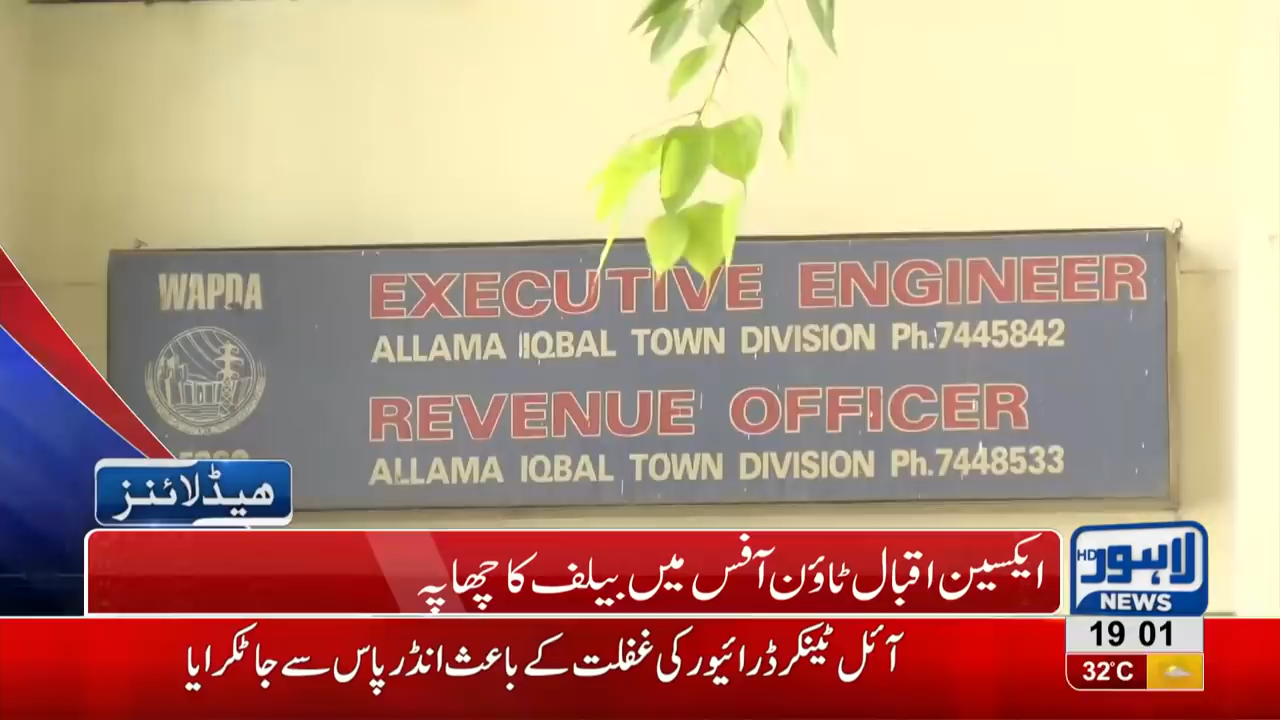 WAPDA
EXECUTIVE ENGINEER
ALLAMA IQBAL TOWN DIVISION Ph.7445842
REVENUE OFFICER
ALLAMA IQBAL TOWN DIVISION Ph.7448533
ہیڈلائنز
ایکسین اقبال ٹاؤن آفس میں بیلف کا چھاپہ
لاہور HD
NEWS
19 01
آئل ٹینکر ڈرائیور کی غفلت کے باعث انڈر پاس سے جا ٹکرایا
32°C